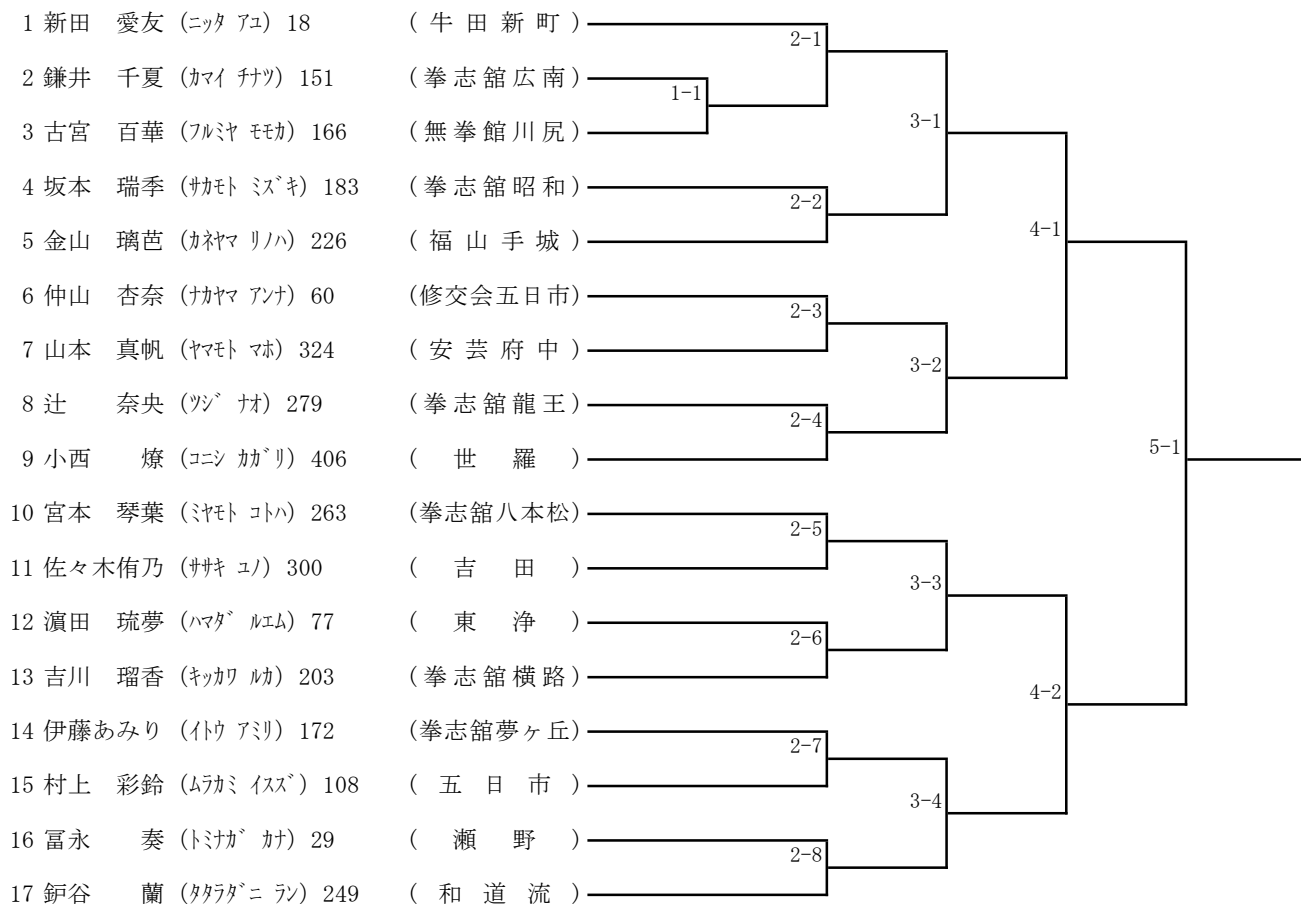 1 新田　愛友 (ﾆｯﾀ ｱﾕ) 18 (牛田新町)
2-1
2 鎌井　千夏 (ｶﾏｲ ﾁﾅﾂ) 151 (拳志舘広南)
1-1
3 古宮　百華 (ﾌﾙﾐﾔ ﾓﾓｶ) 166 (無拳館川尻)
3-1
4 坂本　瑞季 (ｻｶﾓﾄ ﾐｽﾞｷ) 183 (拳志舘昭和)
2-2
5 金山　璃芭 (ｶﾈﾔﾏ ﾘﾉﾊ) 226 (福山手城)
4-1
6 仲山　杏奈 (ﾅｶﾔﾏ ｱﾝﾅ) 60 (修交会五日市)
2-3
7 山本　真帆 (ﾔﾏﾓﾄ ﾏﾎ) 324 (安芸府中)
3-2
8 辻　　奈央 (ﾂｼﾞ ﾅｵ) 279 (拳志舘龍王)
2-4
9 小西　　燎 (ｺﾆｼ ｶｶﾞﾘ) 406 (世羅)
5-1
10 宮本　琴葉 (ﾐﾔﾓﾄ ｺﾄﾊ) 263 (拳志舘八本松)
2-5
11 佐々木侑乃 (ｻｻｷ ﾕﾉ) 300 (吉田)
3-3
12 濵田　琉夢 (ﾊﾏﾀﾞ ﾙｴﾑ) 77 (東浄)
2-6
13 吉川　瑠香 (ｷｯｶﾜ ﾙｶ) 203 (拳志舘横路)
4-2
14 伊藤あみり (ｲﾄｳ ｱﾐﾘ) 172 (拳志舘夢ヶ丘)
2-7
15 村上　彩鈴 (ﾑﾗｶﾐ ｲｽｽﾞ) 108 (五日市)
3-4
16 冨永　　奏 (ﾄﾐﾅｶﾞ ｶﾅ) 29 (瀬野)
2-8
17 鈩谷　　蘭 (ﾀﾀﾗﾀﾞﾆ ﾗﾝ) 249 (和道流)